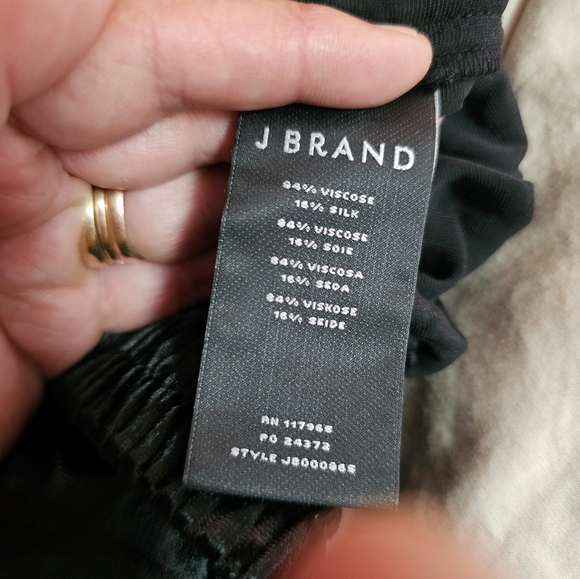 J BRAND
84% VISCOSE
16% SILK
84% VISCOSE
16% SOIE
84% VISCOSA
16% SEDA
84% VISKOSE
16% SEIDE
RN 117965
PO 24372
STYLE JB000865